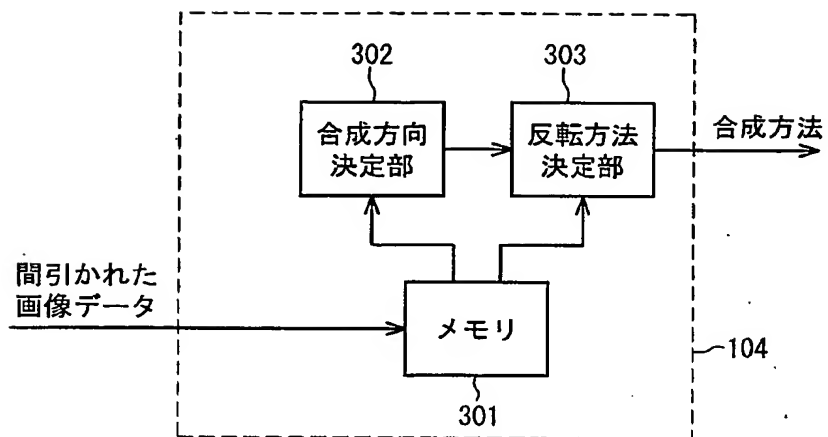 302
303
合成方向
決定部
反転方法
決定部
合成方法
間引かれた
画像データ
メモリ
104
301